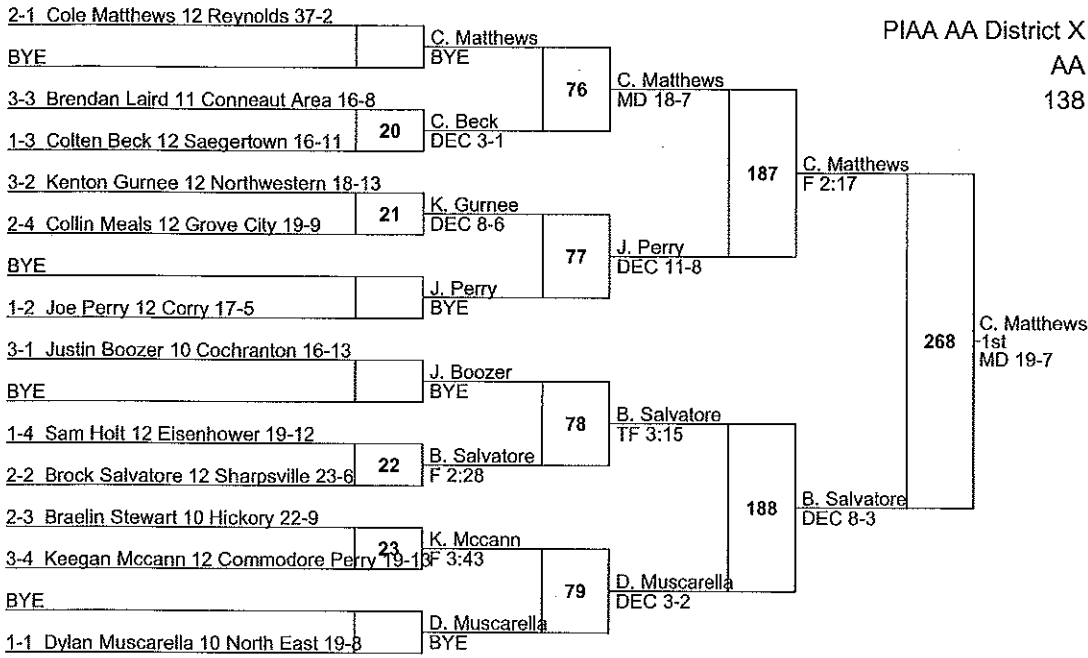 PIAA AA District X
AA
138
2-1 Cole Matthews 12 Reynolds 37-2
BYE
3-3 Brendan Laird 11 Conneaut Area 16-8
1-3 Colten Beck 12 Saegertown 16-11
3-2 Kenton Gurnee 12 Northwestern 18-13
2-4 Collin Meals 12 Grove City 19-9
BYE
1-2 Joe Perry 12 Corry 17-5
3-1 Justin Boozer 10 Cochranton 16-13
BYE
1-4 Sam Holt 12 Eisenhower 19-12
2-2 Brock Salvatore 12 Sharpsville 23-6
2-3 Braelin Stewart 10 Hickory 22-9
3-4 Keegan Mccann 12 Commodore Perry 19-13
BYE
1-1 Dylan Muscarella 10 North East 19-8
C. Matthews
BYE
20
C. Beck
DEC 3-1
21
K. Gurnee
DEC 8-6
J. Perry
BYE
J. Boozer
BYE
22
B. Salvatore
F 2:28
23
K. Mccann
F 3:43
D. Muscarella
BYE
76
C. Matthews
MD 18-7
77
J. Perry
DEC 11-8
78
B. Salvatore
TF 3:15
79
D. Muscarella
DEC 3-2
187
C. Matthews
F 2:17
188
B. Salvatore
DEC 8-3
268
C. Matthews
1st
MD 19-7